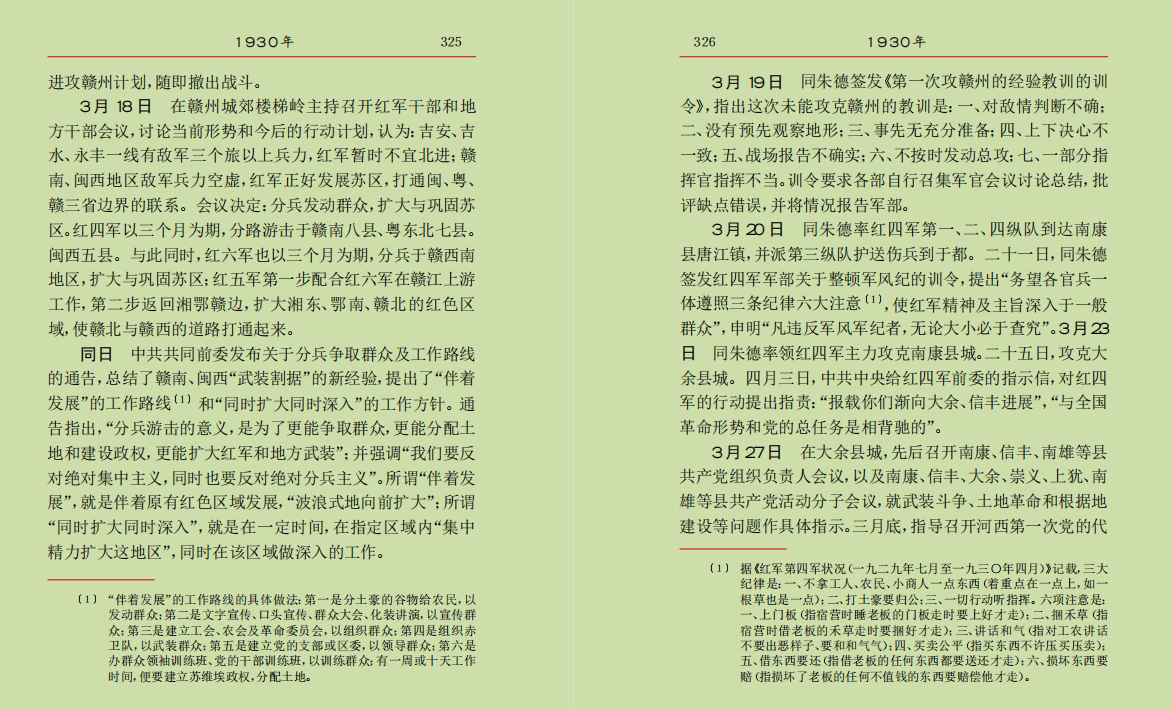 1930年 325
进攻赣州计划，随即撤出战斗。
3月18日 在赣州城郊楼梯岭主持召开红军干部和地
方干部会议，讨论当前形势和今后的行动计划，认为：吉安、吉
水、永丰一线有敌军三个旅以上兵力，红军暂时不宜北进；赣
南、闽西地区敌军兵力空虚，红军正好发展苏区，打通闽、粤、
赣三省边界的联系。会议决定：分兵发动群众，扩大与巩固苏
区。红四军以三个月为期，分路游击于赣南八县、粤东北七县。
闽西五县。与此同时，红六军也以三个月为期，分兵于赣西南
地区，扩大与巩固苏区；红五军第一步配合红六军在赣江上游
工作，第二步返回湘鄂赣边，扩大湘东、鄂南、赣北的红色区
域，使赣北与赣西的道路打通起来。
同日 中共共同前委发布关于分兵争取群众及工作路线
的通告，总结了赣南、闽西“武装割据”的新经验，提出了“伴着
发展”的工作路线〔1〕和“同时扩大同时深入”的工作方针。通
告指出，“分兵游击的意义，是为了更能争取群众，更能分配土
地和建设政权，更能扩大红军和地方武装”；并强调“我们要反
对绝对集中主义，同时也要反对绝对分兵主义”。所谓“伴着发
展”，就是伴着原有红色区域发展，“波浪式地向前扩大”；所谓
“同时扩大同时深入”，就是在一定时间，在指定区域内“集中
精力扩大这地区”，同时在该区域做深入的工作。
〔1〕 “伴着发展”的工作路线的具体做法：第一是分土豪的谷物给农民，以
发动群众；第二是文字宣传、口头宣传、群众大会、化装讲演，以宣传群
众；第三是建立工会、农会及革命委员会，以组织群众；第四是组织赤
卫队，以武装群众；第五是建立党的支部或区委，以领导群众；第六是
办群众领袖训练班、党的干部训练班，以训练群众；有一周或十天工作
时间，便要建立苏维埃政权，分配土地。
326 1930年
3月19日 同朱德签发《第一次攻赣州的经验教训的训
令》，指出这次未能攻克赣州的教训是：一、对敌情判断不确；
二、没有预先观察地形；三、事先无充分准备；四、上下决心不
一致；五、战场报告不确实；六、不按时发动总攻；七、一部分指
挥官指挥不当。训令要求各部自行召集军官会议讨论总结，批
评缺点错误，并将情况报告军部。
3月20日 同朱德率红四军第一、二、四纵队到达南康
县唐江镇，并派第三纵队护送伤兵到于都。二十一日，同朱德
签发红四军军部关于整顿军风纪的训令，提出“务望各官兵一
体遵照三条纪律六大注意〔1〕，使红军精神及主旨深入于一般
群众”，申明“凡违反军风军纪者，无论大小必于查究”。3月23
日 同朱德率领红四军主力攻克南康县城。二十五日，攻克大
余县城。四月三日，中共中央给红四军前委的指示信，对红四
军的行动提出指责：“报载你们渐向大余、信丰进展”，“与全国
革命形势和党的总任务是相背驰的”。
3月27日 在大余县城，先后召开南康、信丰、南雄等县
共产党组织负责人会议，以及南康、信丰、大余、崇义、上犹、南
雄等县共产党活动分子会议，就武装斗争、土地革命和根据地
建设等问题作具体指示。三月底，指导召开河西第一次党的代
〔1〕 据《红军第四军状况（一九二九年七月至一九三〇年四月）》记载，三大
纪律是：一、不拿工人、农民、小商人一点东西（着重点在一点上，如一
根草也是一点）；二、打土豪要归公；三、一切行动听指挥。六项注意是：
一、上门板（指宿营时睡老板的门板走时要上好才走）；二、捆禾草（指
宿营时借老板的禾草走时要捆好才走）；三、讲话和气（指对工农讲话
不要出恶样子、要和和气气）；四、买卖公平（指买东西不许压买压卖）；
五、借东西要还（指借老板的任何东西都要送还才走）；六、损坏东西要
赔（指损坏了老板的任何不值钱的东西要赔偿他才走）。